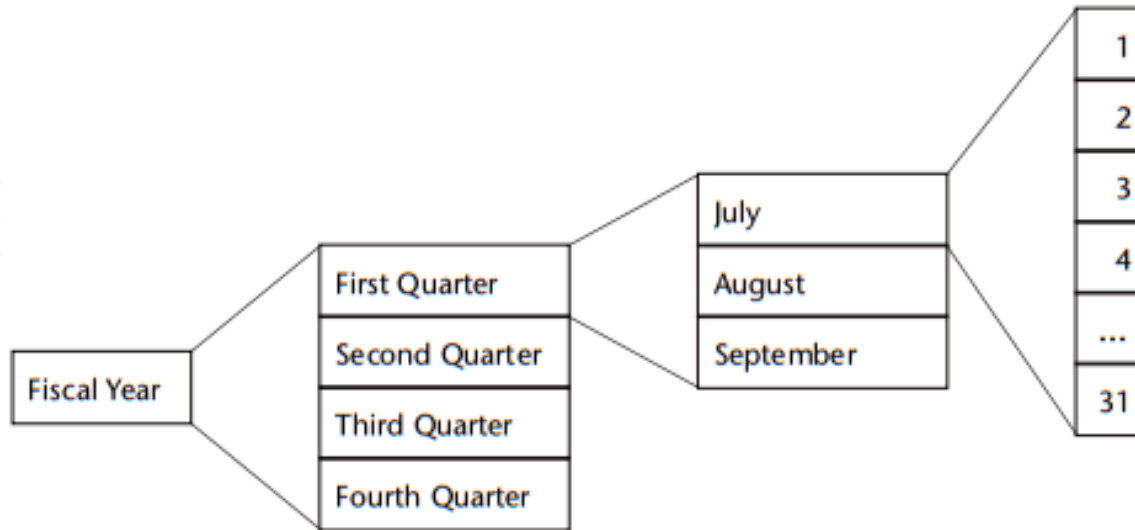 Fiscal Year
First Quarter
Second Quarter
Third Quarter
Fourth Quarter
July
August
September
1
2
3
4
...
31